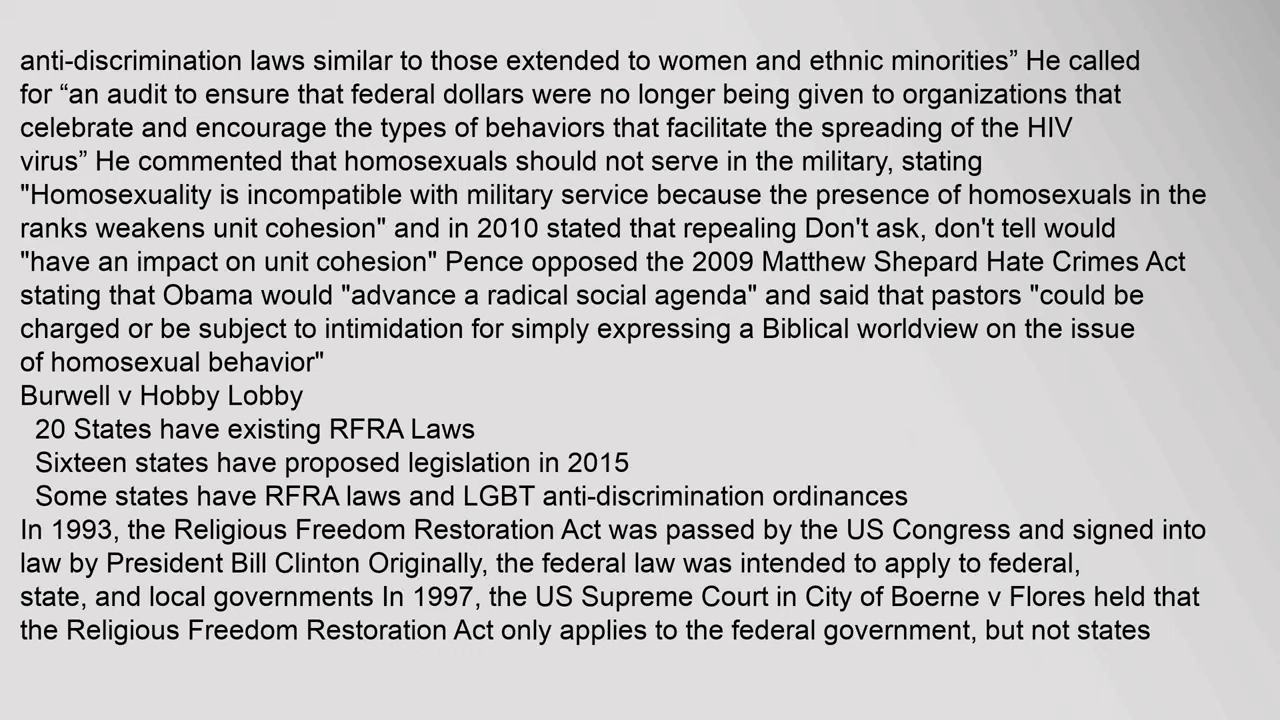 anti-discrimination laws similar to those extended to women and ethnic minorities” He called
for “an audit to ensure that federal dollars were no longer being given to organizations that
celebrate and encourage the types of behaviors that facilitate the spreading of the HIV
virus” He commented that homosexuals should not serve in the military, stating
"Homosexuality is incompatible with military service because the presence of homosexuals in the
ranks weakens unit cohesion" and in 2010 stated that repealing Don't ask, don't tell would
"have an impact on unit cohesion" Pence opposed the 2009 Matthew Shepard Hate Crimes Act
stating that Obama would "advance a radical social agenda" and said that pastors "could be
charged or be subject to intimidation for simply expressing a Biblical worldview on the issue
of homosexual behavior"
Burwell v Hobby Lobby
20 States have existing RFRA Laws
Sixteen states have proposed legislation in 2015
Some states have RFRA laws and LGBT anti-discrimination ordinances
In 1993, the Religious Freedom Restoration Act was passed by the US Congress and signed into
law by President Bill Clinton Originally, the federal law was intended to apply to federal,
state, and local governments In 1997, the US Supreme Court in City of Boerne v Flores held that
the Religious Freedom Restoration Act only applies to the federal government, but not states